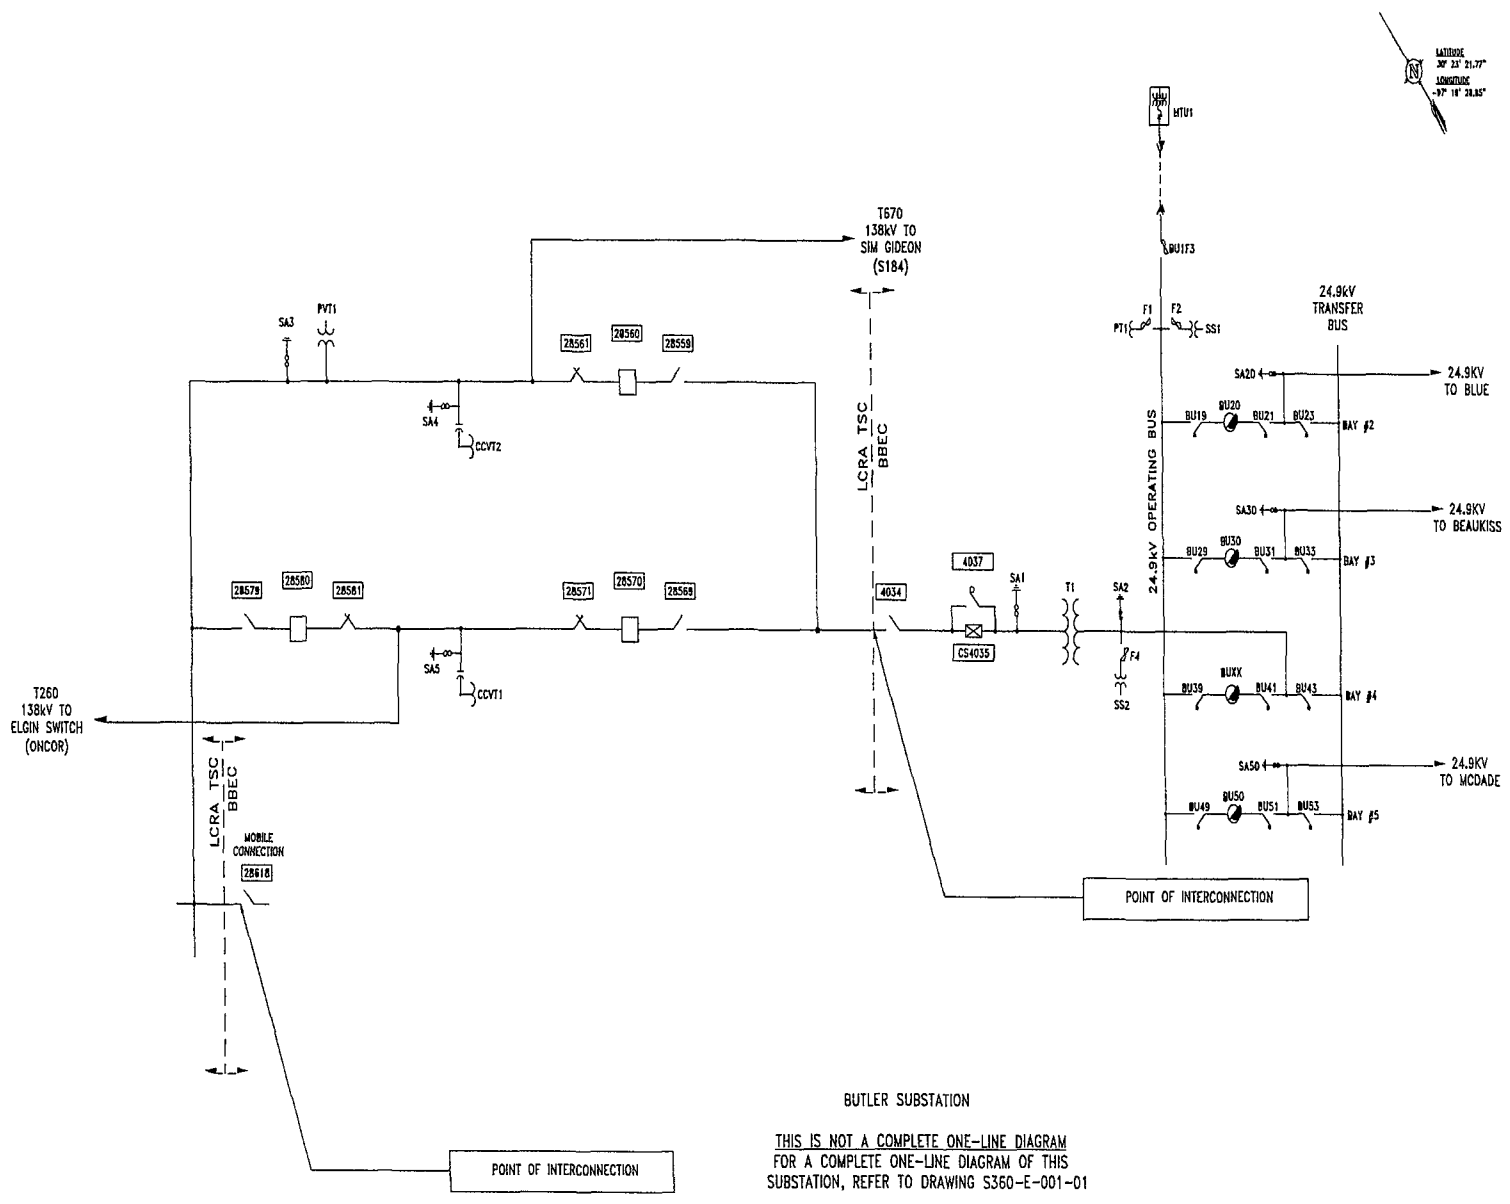 LATITUDE
30° 23' 21.77"
LONGITUDE
N
MTU1
T670
138kV TO
SIM GIDEON
(S184)
BU1F3
24.9kV
TRANSFER
BUS
F1
F2
PT1
SS1
SA3
PVT1
28561
28560
28559
SA20
24.9KV
TO BLUE
SA4
CCVT2
LCRA TSC
BBEC
BU19
BU20
BU21
BU23
BAY #2
24.9kV OPERATING BUS
SA30
24.9KV
TO BEAUKISS
BU29
BU30
BU31
BU33
BAY #3
28579
28580
28581
28571
28570
28569
4034
4037
SA1
T1
SA2
CS4035
F4
SS2
SA5
CCVT1
BU39
BUXX
BU41
BU43
BAY #4
T260
138kV TO
ELGIN SWITCH
(ONCOR)
LCRA TSC
BBEC
SA50
24.9KV
TO MCDADE
BU49
BU50
BU51
BU53
BAY #5
MOBILE
CONNECTION
28618
POINT OF INTERCONNECTION
BUTLER SUBSTATION
THIS IS NOT A COMPLETE ONE-LINE DIAGRAM
FOR A COMPLETE ONE-LINE DIAGRAM OF THIS
SUBSTATION, REFER TO DRAWING S360-E-001-01
POINT OF INTERCONNECTION